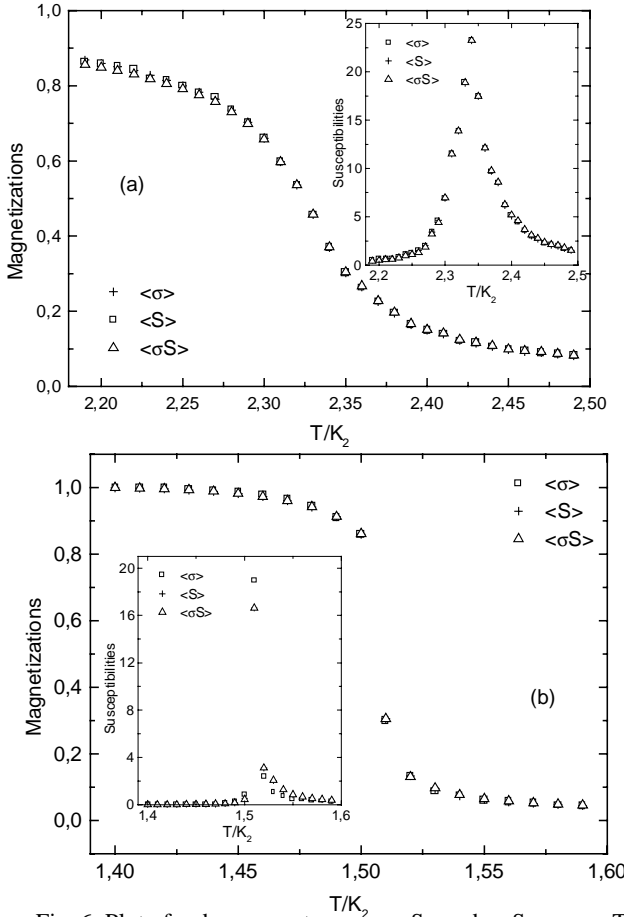 1,0
25
<σ>
<S>
<σS>
20
15
10
5
0
Susceptibilities
2,2 2,3 2,4 2,5
T/K2
0,8
0,6
0,4
0,2
0,0
Magnetizations
(a)
<σ>
<S>
<σS>
2,20 2,25 2,30 2,35 2,40 2,45 2,50
T/K2
1,0
0,8
0,6
0,4
0,2
0,0
Magnetizations
<σ>
<S>
<σS>
20
16
12
8
4
0
Susceptibilities
<σ>
<S>
<σS>
1,4 1,5 1,6
T/K2
(b)
1,40 1,45 1,50 1,55 1,60
T/K2